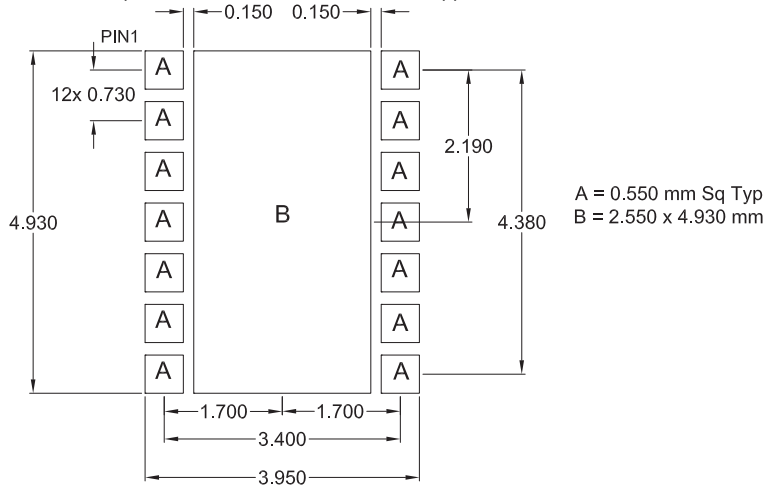 0.150 0.150
PIN1
A A
12x 0.730
A A
2.190
A A
A = 0.550 mm Sq Typ
B = 2.550 x 4.930 mm
4.930 A B A 4.380
A A
A A
A A
1.700 1.700
3.400
3.950